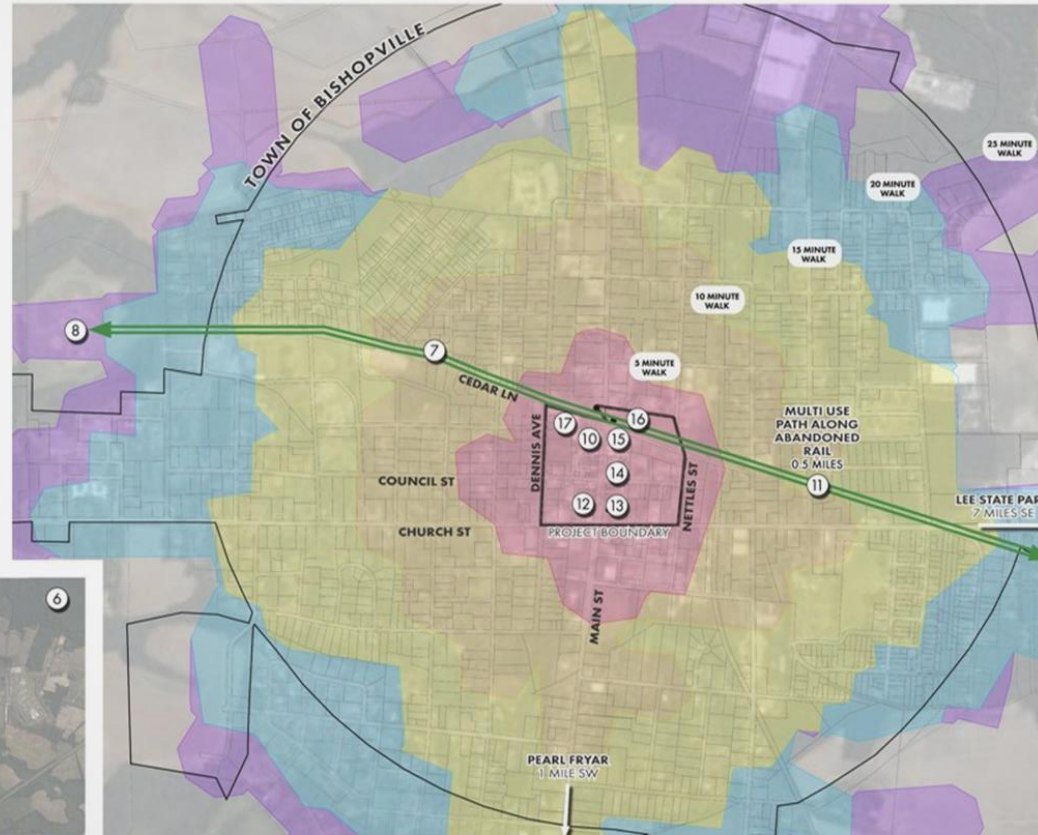 TOWN OF BISHOPVILLE
25 MINUTE
WALK
20 MINUTE
WALK
15 MINUTE
WALK
10 MINUTE
WALK
8
7
5 MINUTE
WALK
CEDAR LN
17
16
10
15
MULTI USE
PATH ALONG
ABANDONED
RAIL
0.5 MILES
DENNIS AVE
14
COUNCIL ST
11
NETTLES ST
LEE STATE PAR
7 MILES SE
12
13
CHURCH ST
PROJECT BOUNDARY
6
MAIN ST
PEARL FRYAR
1 MILE SW